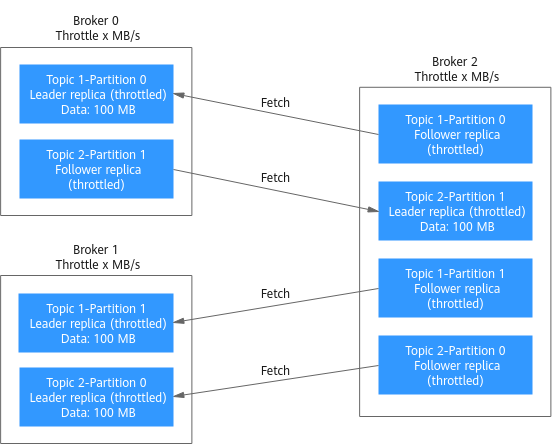 Broker 0
Throttle x MB/s
Topic 1-Partition 0
Leader replica (throttled)
Data: 100 MB
Topic 2-Partition 1
Follower replica
(throttled)
Broker 1
Throttle x MB/s
Topic 1-Partition 1
Leader replica (throttled)
Data: 100 MB
Topic 2-Partition 0
Leader replica (throttled)
Data: 100 MB
Fetch
Fetch
Fetch
Fetch
Broker 2
Throttle x MB/s
Topic 1-Partition 0
Follower replica
(throttled)
Topic 2-Partition 1
Leader replica (throttled)
Data: 100 MB
Topic 1-Partition 1
Follower replica
(throttled)
Topic 2-Partition 0
Follower replica
(throttled)